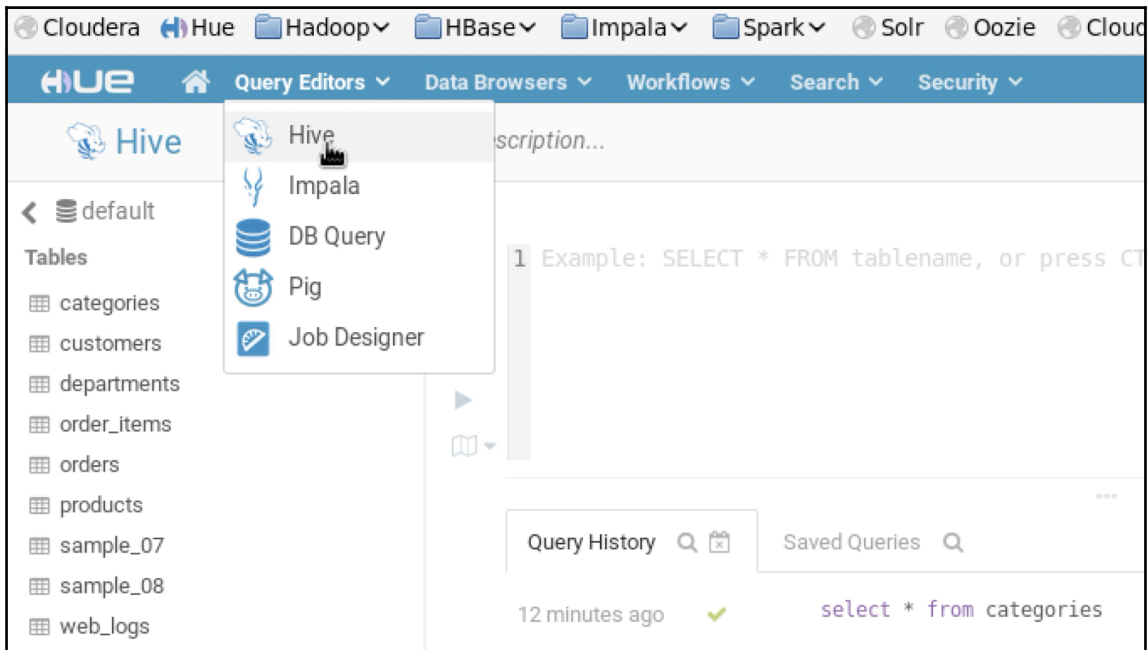 Cloudera Hue Hadoop HBase Impala Spark Solr Oozie Cloud
HUE Query Editors Data Browsers Workflows Search Security
Hive
Hive
scription...
Impala
default
DB Query
Tables
1 Example: SELECT * FROM tablename, or press CT
Pig
categories
Job Designer
customers
departments
order_items
orders
products
sample_07
sample_08
web_logs
Query History Saved Queries
12 minutes ago select * from categories